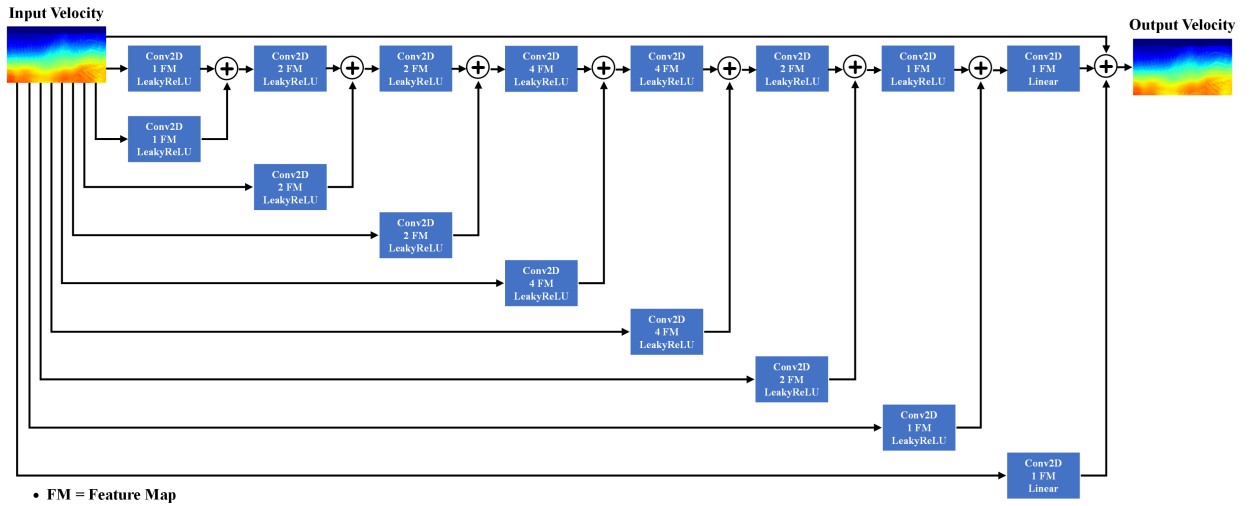 Input Velocity
Output Velocity
Conv2D
1 FM
LeakyReLU
Conv2D
2 FM
LeakyReLU
Conv2D
2 FM
LeakyReLU
Conv2D
4 FM
LeakyReLU
Conv2D
4 FM
LeakyReLU
Conv2D
2 FM
LeakyReLU
Conv2D
1 FM
LeakyReLU
Conv2D
1 FM
Linear
Conv2D
1 FM
LeakyReLU
Conv2D
2 FM
LeakyReLU
Conv2D
2 FM
LeakyReLU
Conv2D
4 FM
LeakyReLU
Conv2D
4 FM
LeakyReLU
Conv2D
2 FM
LeakyReLU
Conv2D
1 FM
LeakyReLU
Conv2D
1 FM
Linear
• FM = Feature Map